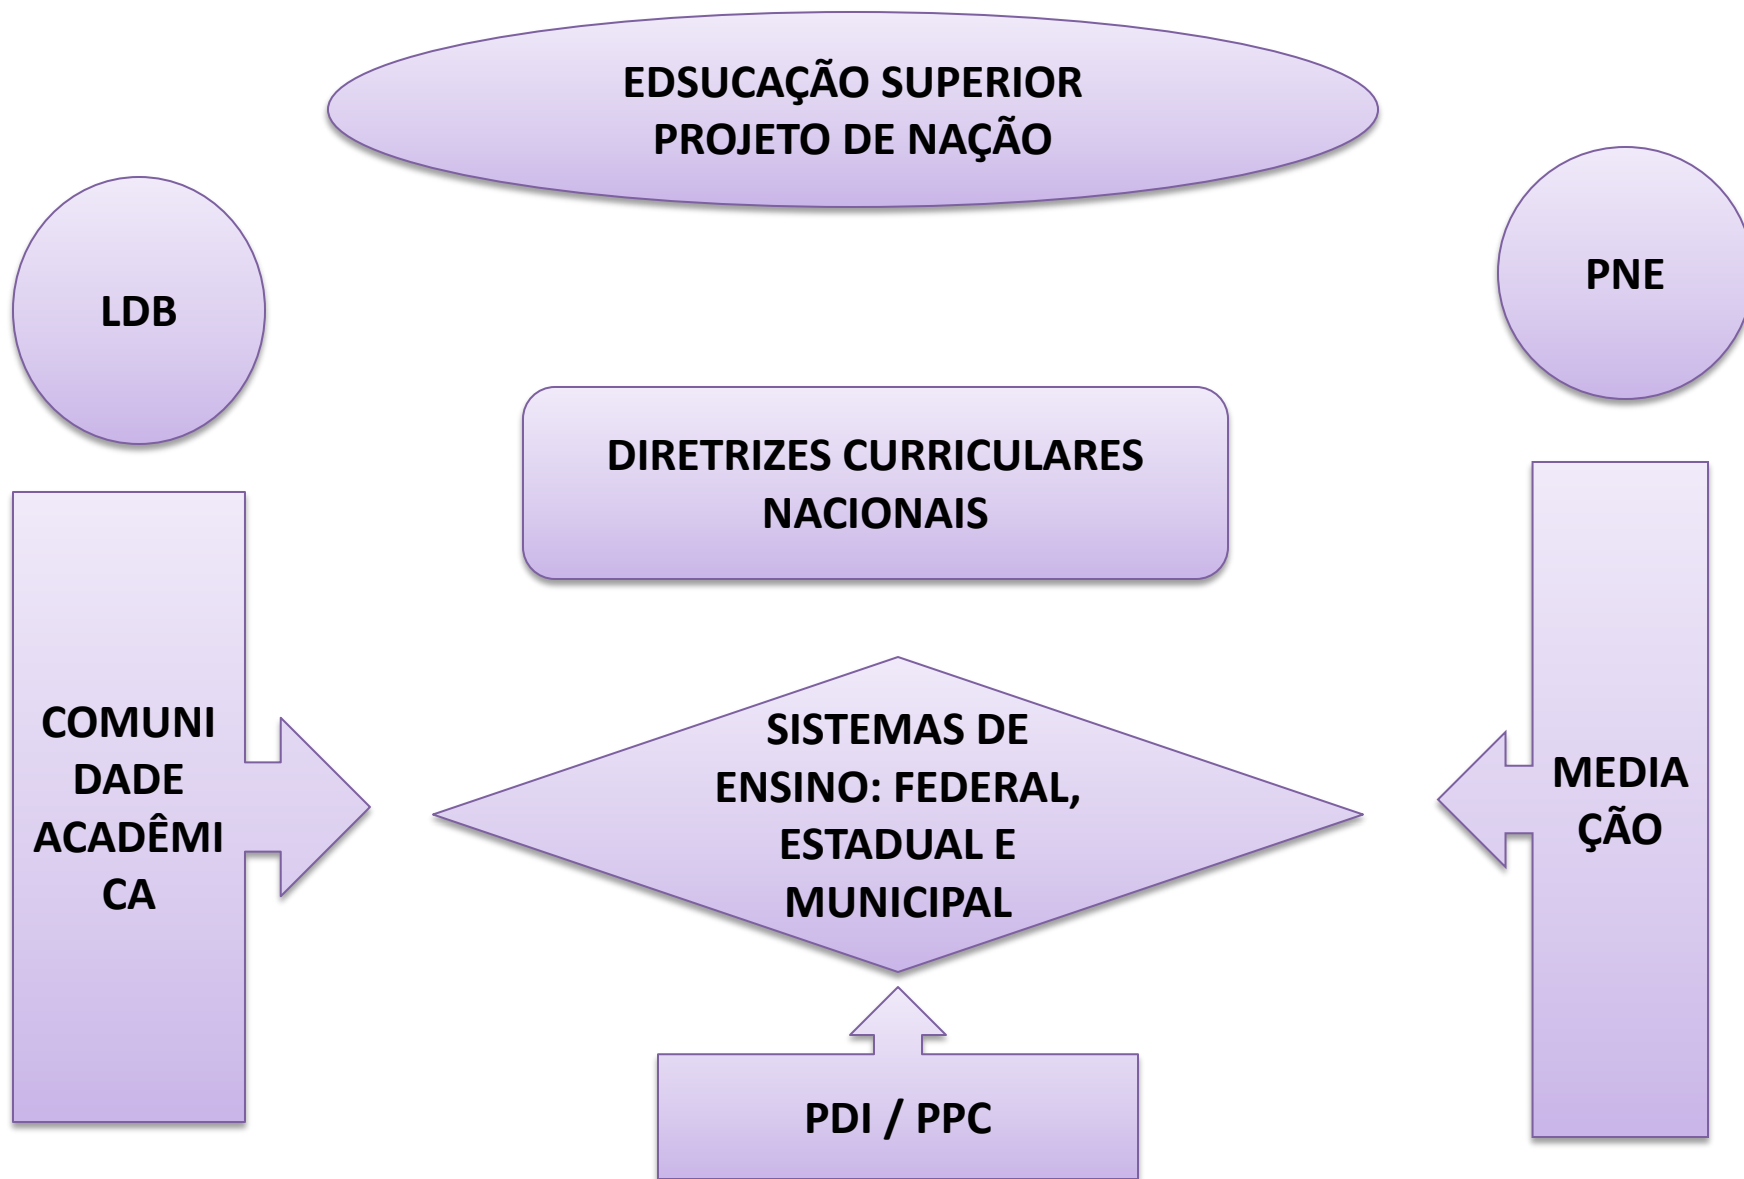 EDSUCAÇÃO SUPERIOR
PROJETO DE NAÇÃO
LDB
PNE
DIRETRIZES CURRICULARES
NACIONAIS
COMUNI
DADE
ACADÊMI
CA
SISTEMAS DE
ENSINO: FEDERAL,
ESTADUAL E
MUNICIPAL
MEDIA
ÇÃO
PDI / PPC